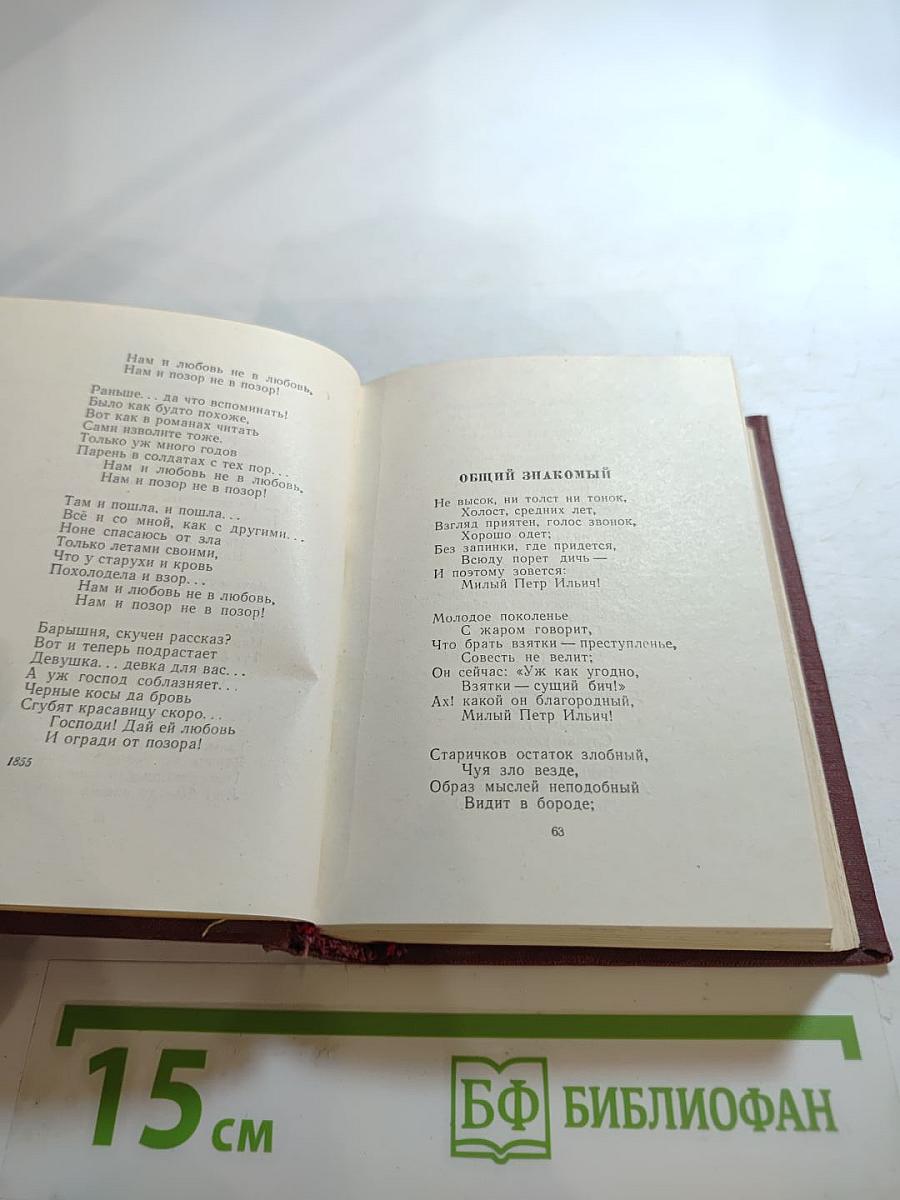 Нам и любовь не в любовь,
Нам и позор не в позор!
Раньше... да что вспоминать!
Было как будто похоже,
Вот как в романах читать
Сами изволите тоже.
Только уж много годов
Парень в солдатах с тех пор...
Нам и любовь не в любовь,
Нам и позор не в позор!
Там и пошла, и пошла...
Всё и со мной, как с другими...
Ноне спасаюсь от зла
Только летами своими,
Что у старухи и кровь
Похолодела и взор...
Нам и любовь не в любовь,
Нам и позор не в позор!
Барышня, скучен рассказ?
Вот и теперь подрастает
Девушка... девка для вас...
А уж господ соблазняет...
Черные косы да бровь
Сгубят красавицу скоро...
Господи! Дай ей любовь
И огради от позора!
1855
ОБЩИЙ ЗНАКОМЫЙ
Не высок, ни толст ни тонок,
Холост, средних лет,
Взгляд приятен, голос звонок,
Хорошо одет;
Без запинки, где придется,
Всюду порет дичь —
И поэтому зовется:
Милый Петр Ильич!
Молодое поколенье
С жаром говорит,
Что брать взятки — преступленье,
Совесть не велит;
Он сейчас: «Уж как угодно,
Взятки — сущий бич!»
Ах! какой он благородный,
Милый Петр Ильич!
Старичков остаток злобный,
Чуя зло везде,
Образ мыслей неподобный
Видит в бороде;
63
15 см
БФ БИБЛИОФАН